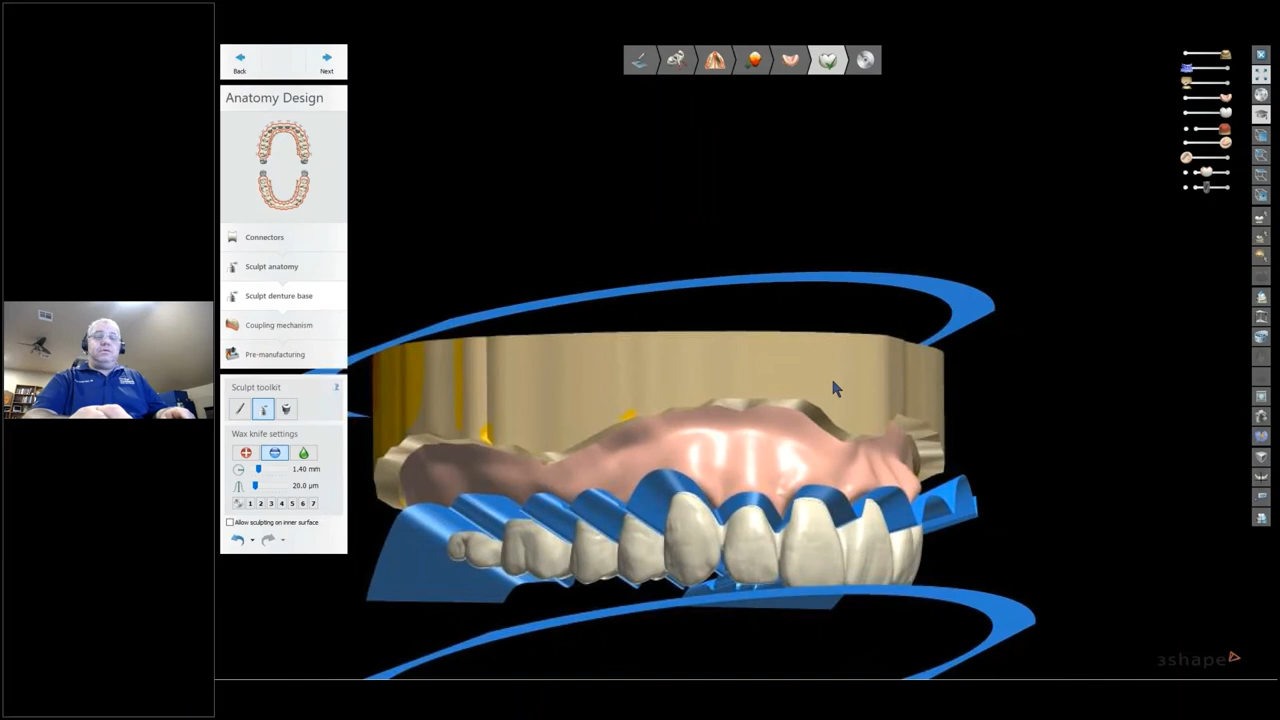 Back
Next
Anatomy Design
Connectors
Sculpt anatomy
Sculpt denture base
Coupling mechanism
Pre-manufacturing
Sculpt toolkit
Wax knife settings
1.40 mm
20.0 µm
1 2 3 4 5 6 7
Allow sculpting on inner surface
3shape